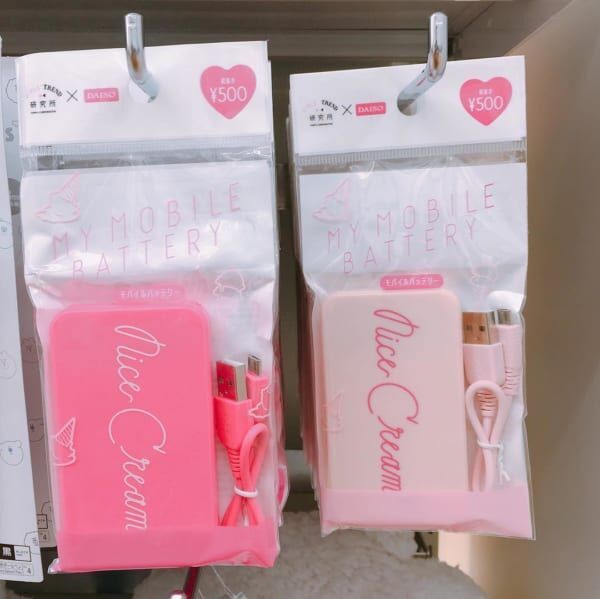 TREND
研究所
×
DAISO
¥500
MY MOBILE
BATTERY
モバイルバッテリー
Nice Cream
TREND
研究所
×
DAISO
¥500
MY MOBILE
BATTERY
モバイルバッテリー
Nice Cream
黒
4